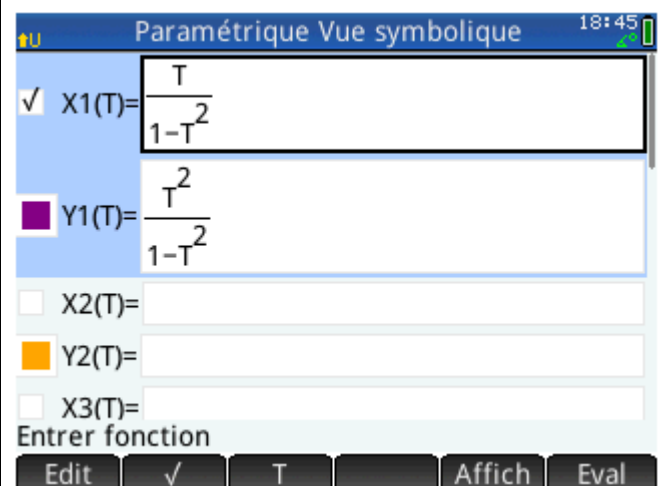 U Paramétrique Vue symbolique 18:45
√ X1(T)= T
1-T²
Y1(T)= T²
1-T²
X2(T)=
Y2(T)=
X3(T)=
Entrer fonction
Edit √ T Affich Eval